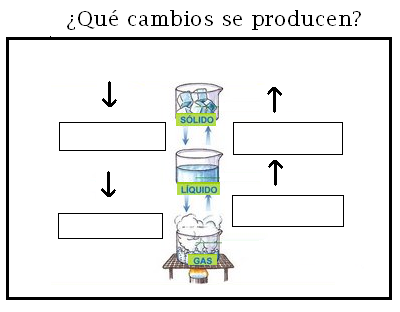 ¿Qué cambios se producen?
SÓLIDO
LÍQUIDO
GAS